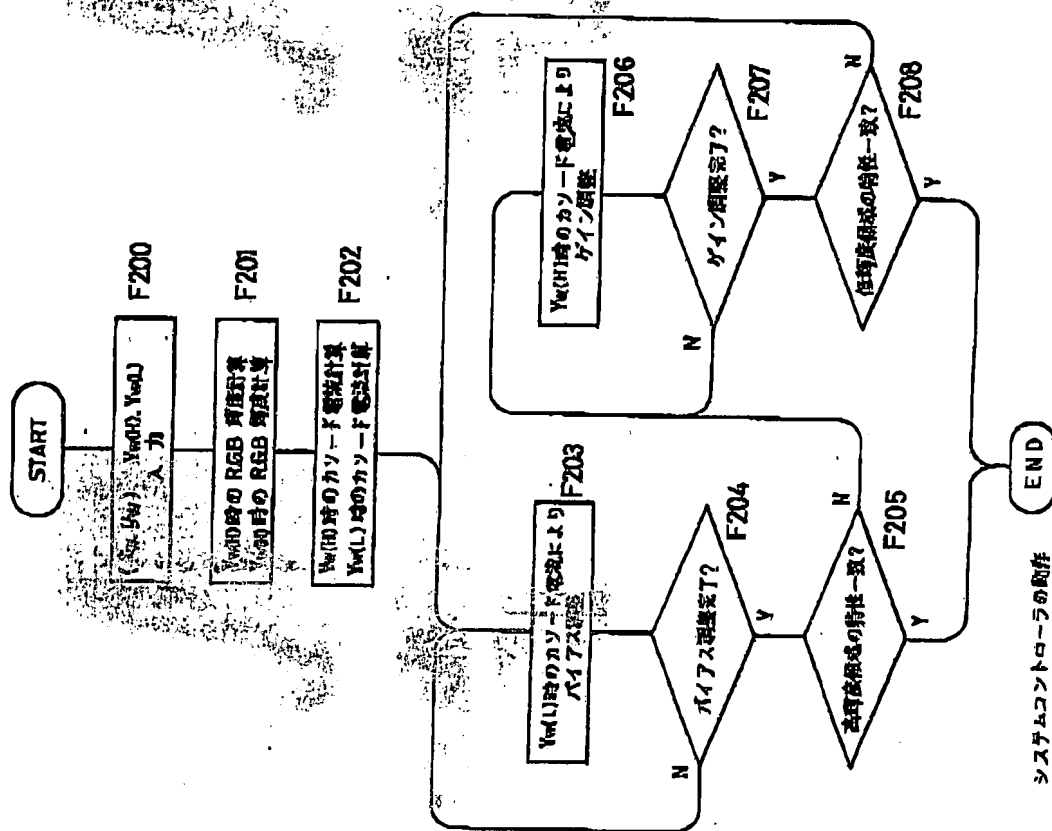 START
F200
Yw(H), Yw(L)
入力
F201
Yw(H)時の RGB 輝度計算
時の RGB 輝度計算
F202
Yw(H)時のカソード電流計算
Yw(L)時のカソード電流計算
F203
Yw(L)時のカソード電流により
バイアス調整
F204
バイアス調整完了?
N
Y
F205
高輝度領域の特性一致?
N
Y
F206
Yw(H)時のカソード電流により
ゲイン調整
F207
ゲイン調整完了?
N
Y
F208
低輝度領域の特性一致?
N
Y
END
システムコントローラの動作